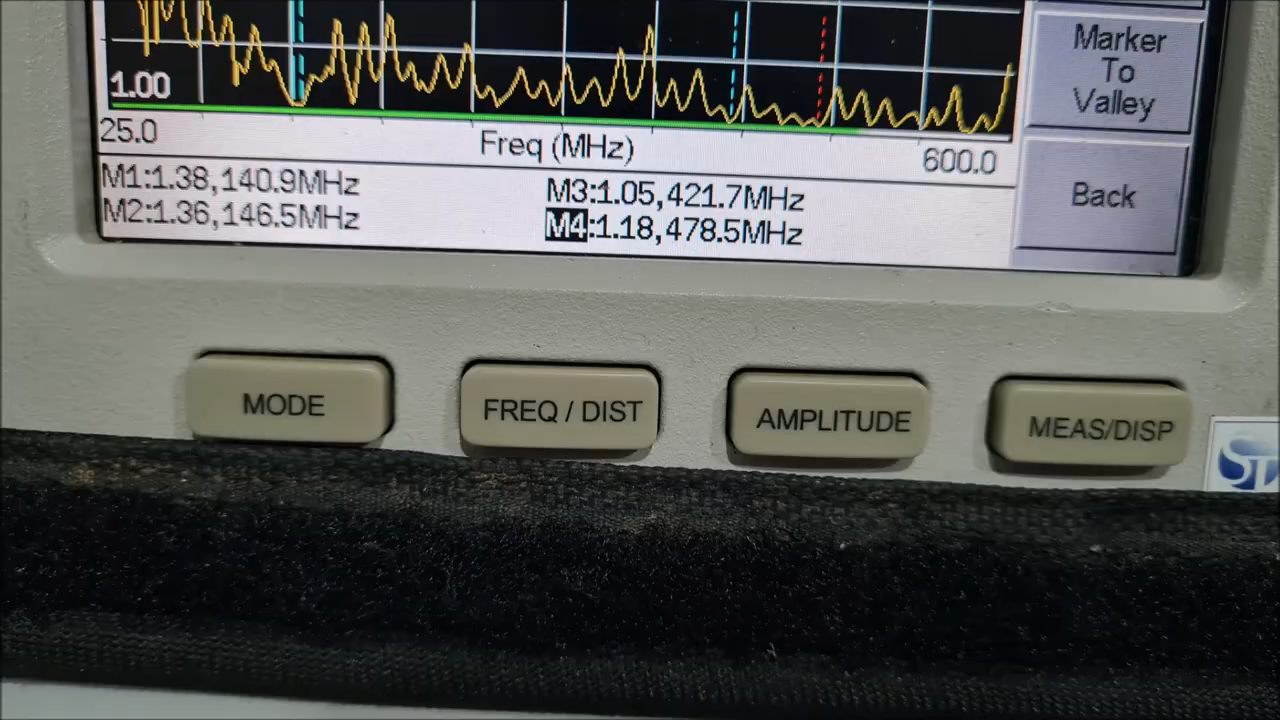 Marker
To
Valley
1.00
25.0
Freq (MHz)
600.0
M1:1.38,140.9MHz
M3:1.05,421.7MHz
M2:1.36,146.5MHz
M4:1.18,478.5MHz
Back
MODE
FREQ / DIST
AMPLITUDE
MEAS/DISP